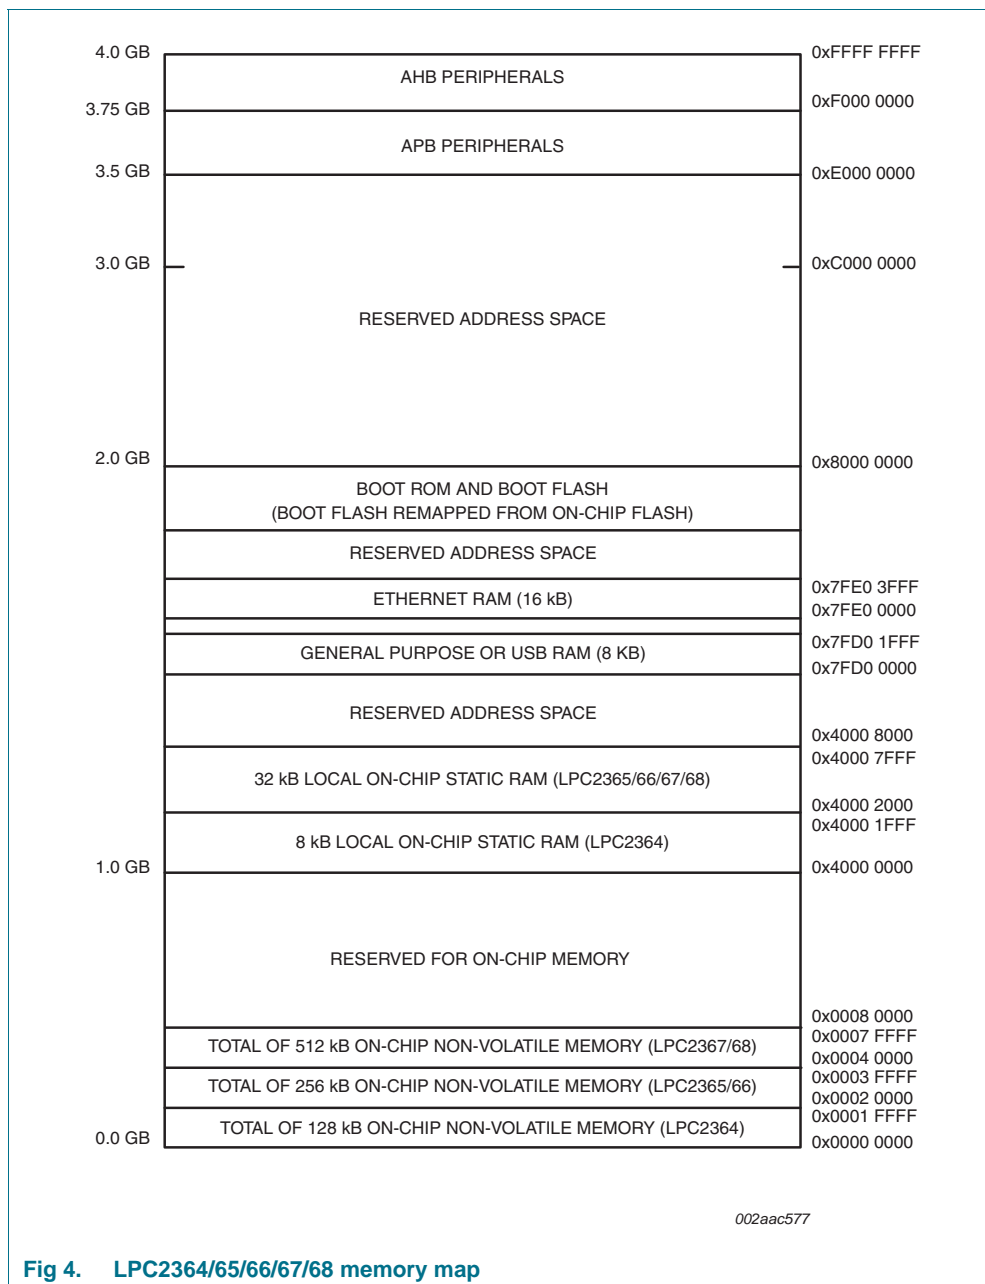 4.0 GB 0xFFFF FFFF
AHB PERIPHERALS
3.75 GB 0xF000 0000
APB PERIPHERALS
3.5 GB 0xE000 0000
3.0 GB 0xC000 0000
RESERVED ADDRESS SPACE
2.0 GB 0x8000 0000
BOOT ROM AND BOOT FLASH
(BOOT FLASH REMAPPED FROM ON-CHIP FLASH)
RESERVED ADDRESS SPACE
0x7FE0 3FFF
ETHERNET RAM (16 kB)
0x7FE0 0000
0x7FD0 1FFF
GENERAL PURPOSE OR USB RAM (8 KB)
0x7FD0 0000
RESERVED ADDRESS SPACE
0x4000 8000
0x4000 7FFF
32 kB LOCAL ON-CHIP STATIC RAM (LPC2365/66/67/68)
0x4000 2000
0x4000 1FFF
8 kB LOCAL ON-CHIP STATIC RAM (LPC2364)
1.0 GB 0x4000 0000
RESERVED FOR ON-CHIP MEMORY
0x0008 0000
0x0007 FFFF
TOTAL OF 512 kB ON-CHIP NON-VOLATILE MEMORY (LPC2367/68)
0x0004 0000
0x0003 FFFF
TOTAL OF 256 kB ON-CHIP NON-VOLATILE MEMORY (LPC2365/66)
0x0002 0000
0x0001 FFFF
TOTAL OF 128 kB ON-CHIP NON-VOLATILE MEMORY (LPC2364)
0.0 GB 0x0000 0000
002aac577
Fig 4. LPC2364/65/66/67/68 memory map